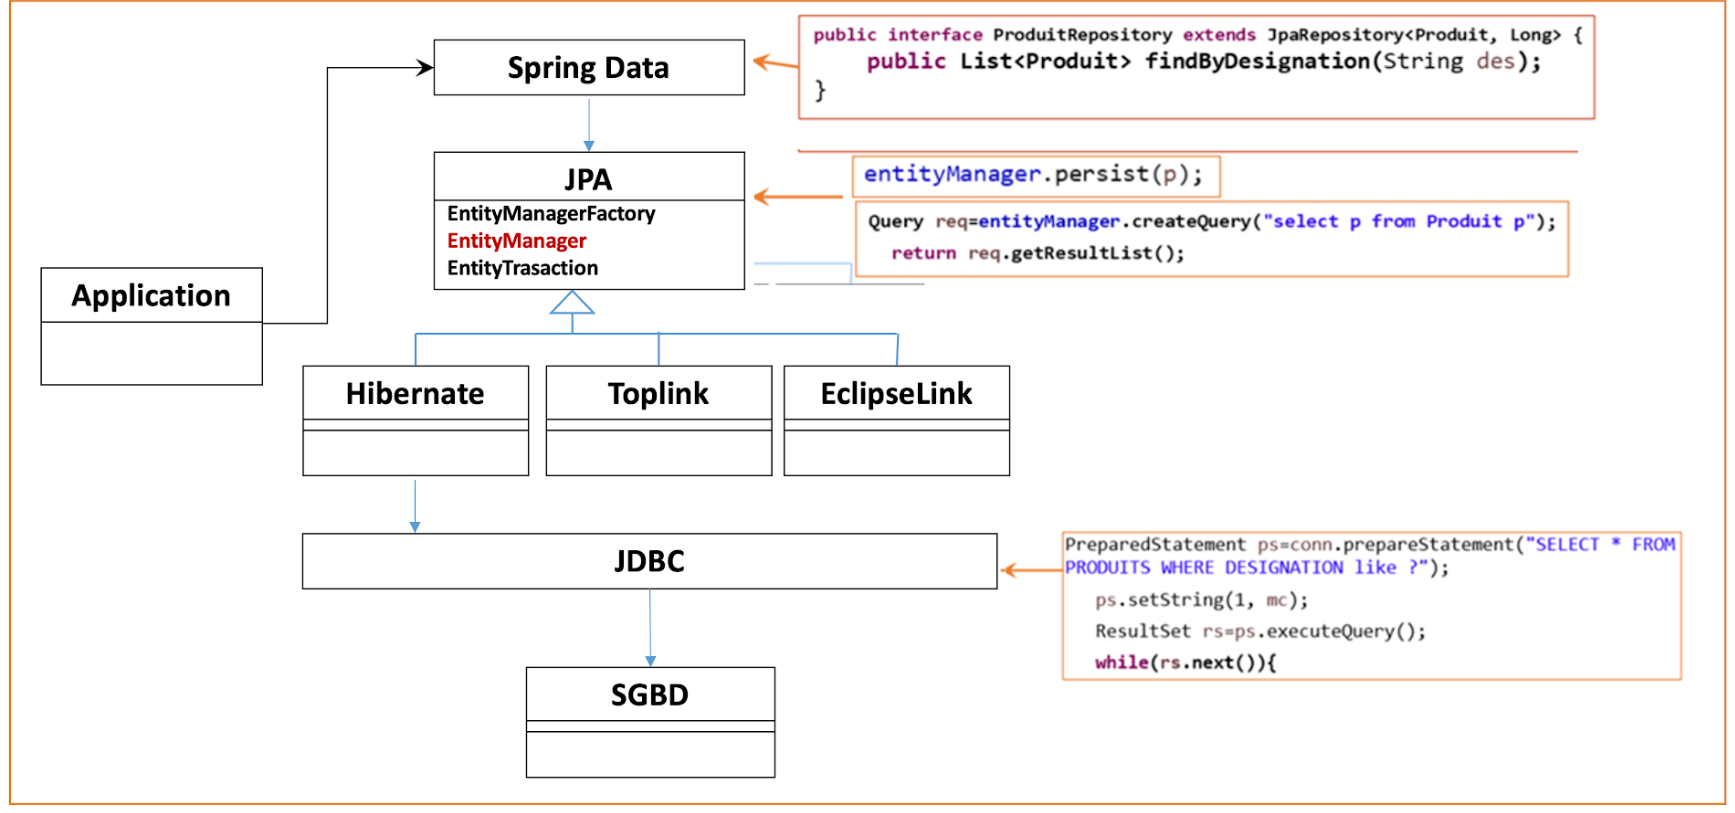 Spring Data
public interface ProduitRepository extends JpaRepository<Produit, Long> {
public List<Produit> findByDesignation(String des);
}
JPA
EntityManagerFactory
EntityManager
EntityTrasaction
entityManager.persist(p);
Query req=entityManager.createQuery("select p from Produit p");
return req.getResultList();
Application
Hibernate
Toplink
EclipseLink
JDBC
PreparedStatement ps=conn.prepareStatement("SELECT * FROM
PRODUITS WHERE DESIGNATION like ?");
ps.setString(1, mc);
ResultSet rs=ps.executeQuery();
while(rs.next()){
SGBD